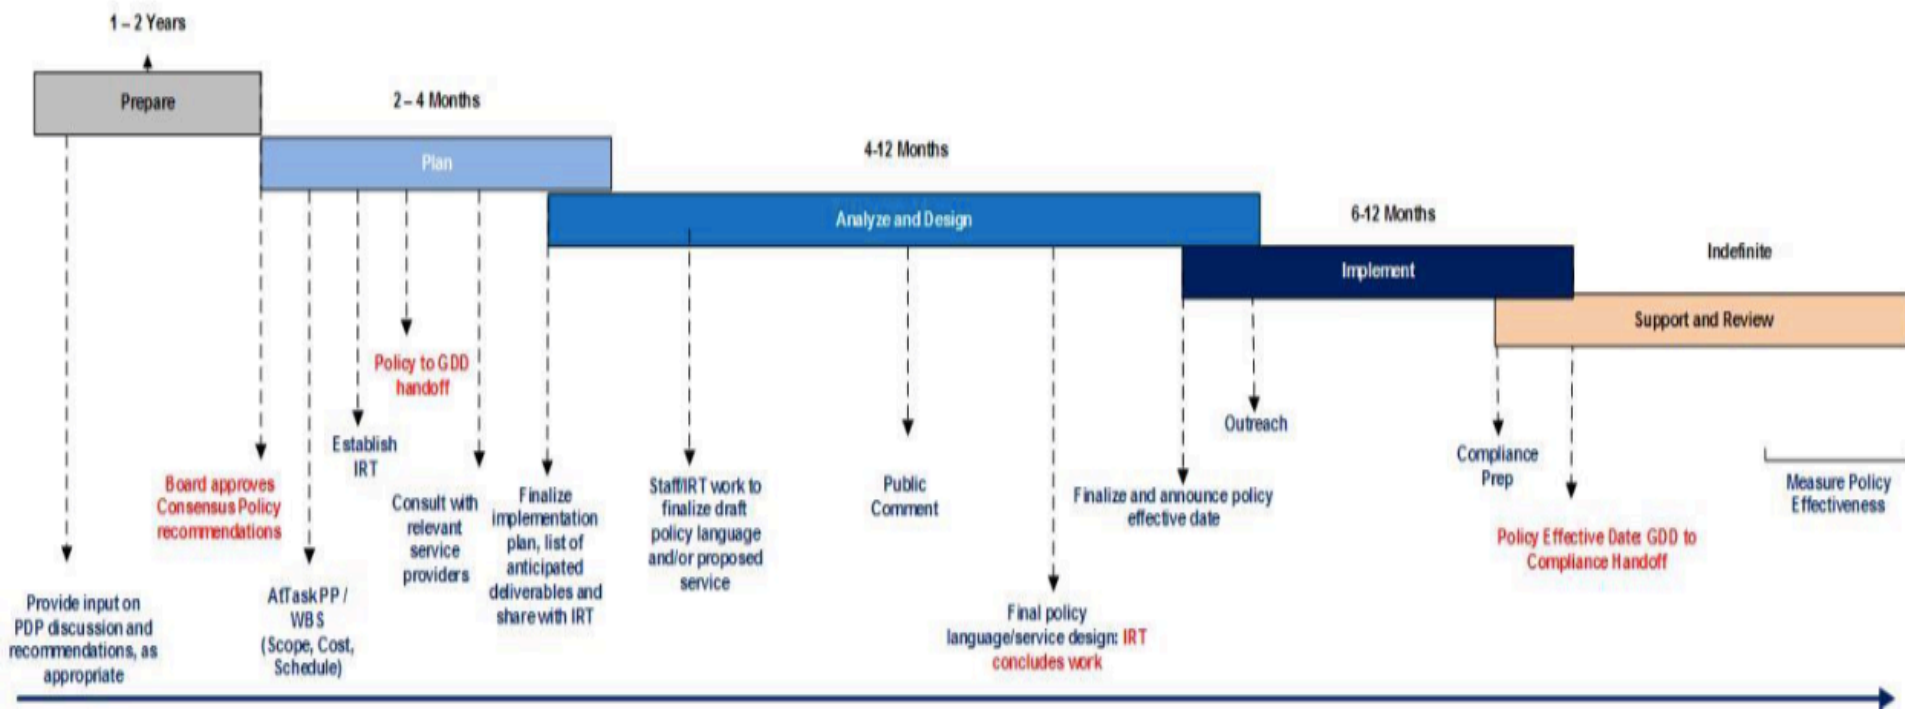 1 – 2 Years
Prepare
2 – 4 Months
Plan
4-12 Months
Analyze and Design
6-12 Months
Implement
Indefinite
Support and Review
Provide input on
PDP discussion and
recommendations, as
appropriate
Board approves
Consensus Policy
recommendations
AtTask PP /
WBS
(Scope, Cost,
Schedule)
Establish
IRT
Policy to GDD
handoff
Consult with
relevant
service
providers
Finalize
implementation
plan, list of
anticipated
deliverables and
share with IRT
Staff/IRT work to
finalize draft
policy language
and/or proposed
service
Public
Comment
Final policy
language/service design: IRT
concludes work
Finalize and announce policy
effective date
Outreach
Compliance
Prep
Policy Effective Date: GDD to
Compliance Handoff
Measure Policy
Effectiveness